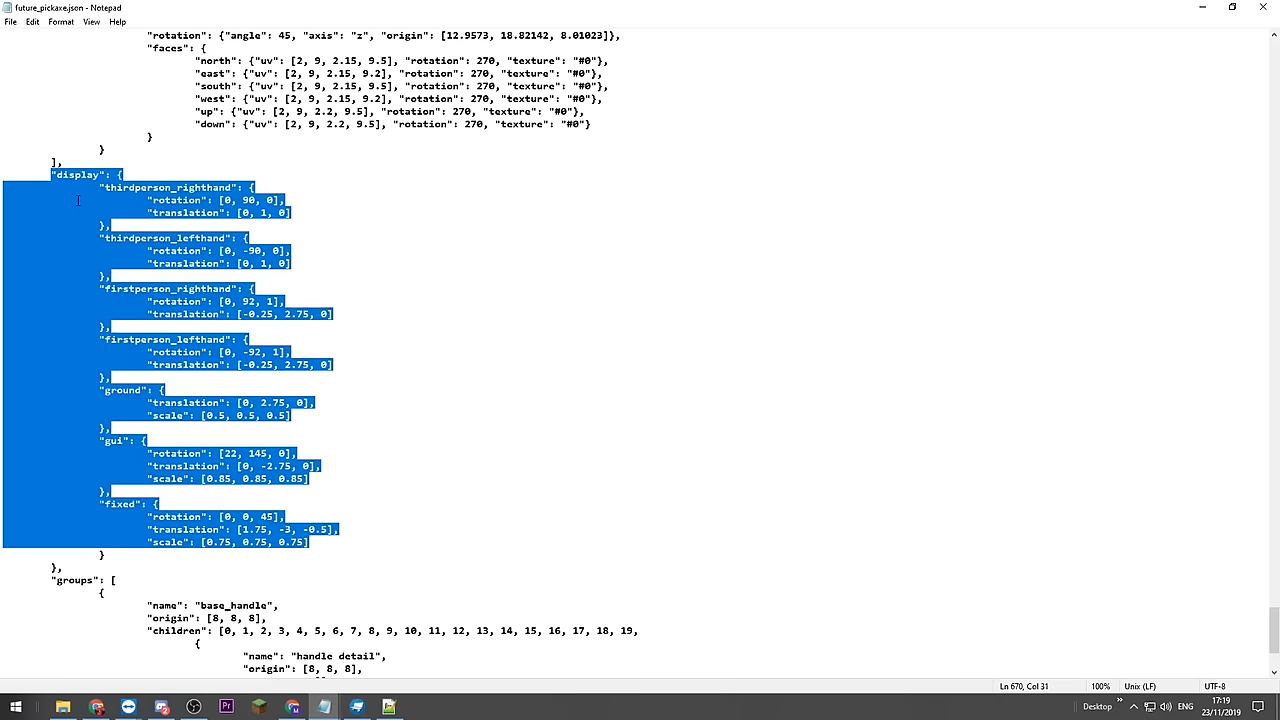 future_pickaxe.json - Notepad
File Edit Format View Help
"rotation": {"angle": 45, "axis": "z", "origin": [12.9573, 18.82142, 8.01023]},
"faces": {
"north": {"uv": [2, 9, 2.15, 9.5], "rotation": 270, "texture": "#0"},
"east": {"uv": [2, 9, 2.15, 9.2], "rotation": 270, "texture": "#0"},
"south": {"uv": [2, 9, 2.15, 9.5], "rotation": 270, "texture": "#0"},
"west": {"uv": [2, 9, 2.15, 9.2], "rotation": 270, "texture": "#0"},
"up": {"uv": [2, 9, 2.2, 9.5], "rotation": 270, "texture": "#0"},
"down": {"uv": [2, 9, 2.2, 9.5], "rotation": 270, "texture": "#0"}
}
}
],
"display": {
"thirdperson_righthand": {
"rotation": [0, 90, 0],
"translation": [0, 1, 0]
},
"thirdperson_lefthand": {
"rotation": [0, -90, 0],
"translation": [0, 1, 0]
},
"firstperson_righthand": {
"rotation": [0, 92, 1],
"translation": [-0.25, 2.75, 0]
},
"firstperson_lefthand": {
"rotation": [0, -92, 1],
"translation": [-0.25, 2.75, 0]
},
"ground": {
"translation": [0, 2.75, 0],
"scale": [0.5, 0.5, 0.5]
},
"gui": {
"rotation": [22, 145, 0],
"translation": [0, -2.75, 0],
"scale": [0.85, 0.85, 0.85]
},
"fixed": {
"rotation": [0, 0, 45],
"translation": [1.75, -3, -0.5],
"scale": [0.75, 0.75, 0.75]
}
},
"groups": [
{
"name": "base_handle",
"origin": [8, 8, 8],
"children": [0, 1, 2, 3, 4, 5, 6, 7, 8, 9, 10, 11, 12, 13, 14, 15, 16, 17, 18, 19,
{
"name": "handle detail",
"origin": [8, 8, 8],
Ln 670, Col 31 100% Unix (LF) UTF-8
Pr Desktop ENG 17:19
23/11/2019